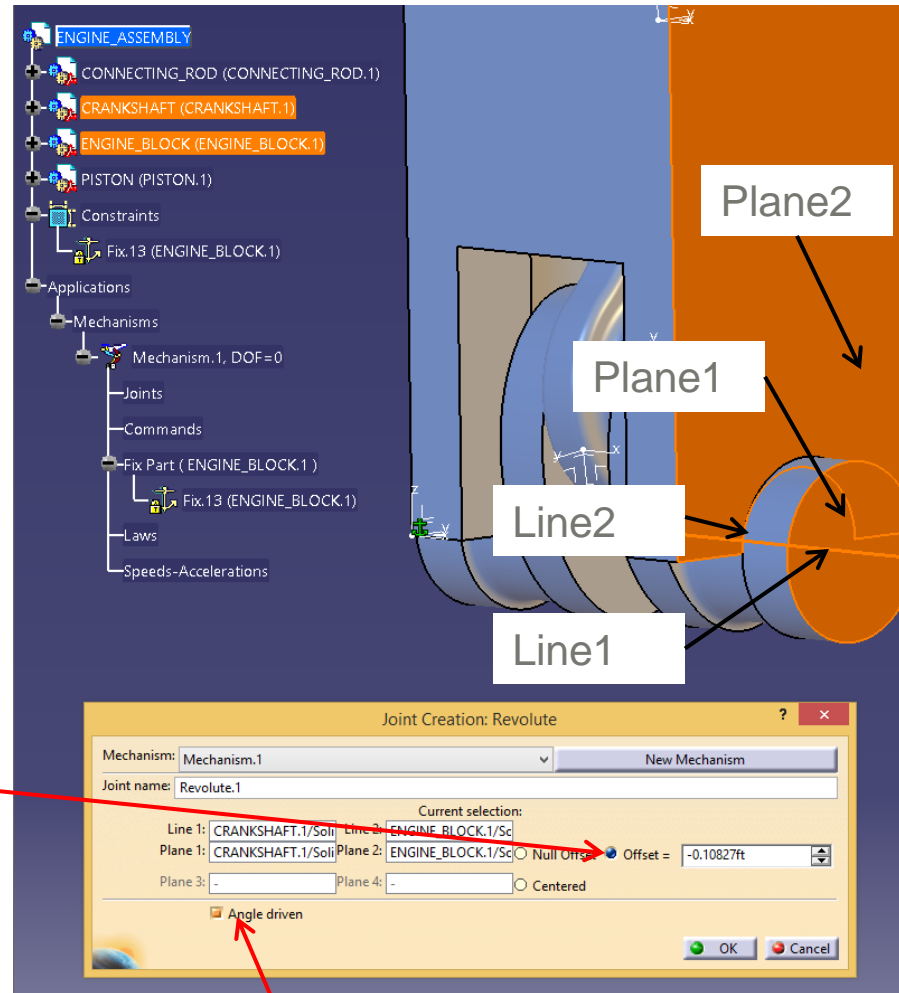 ENGINE_ASSEMBLY
CONNECTING_ROD (CONNECTING_ROD.1)
CRANKSHAFT (CRANKSHAFT.1)
ENGINE_BLOCK (ENGINE_BLOCK.1)
PISTON (PISTON.1)
Constraints
Fix.13 (ENGINE_BLOCK.1)
Applications
Mechanisms
Mechanism.1, DOF=0
Joints
Commands
Fix Part ( ENGINE_BLOCK.1 )
Fix.13 (ENGINE_BLOCK.1)
Laws
Speeds-Accelerations
Plane2
Plane1
Line2
Line1
y
y x
z
y
Joint Creation: Revolute ? ×
Mechanism: Mechanism.1 New Mechanism
Joint name: Revolute.1
Current selection:
Line 1: CRANKSHAFT.1/Soli Line 2: ENGINE_BLOCK.1/Sc
Plane 1: CRANKSHAFT.1/Soli Plane 2: ENGINE_BLOCK.1/Sc Null Offset Offset = -0.10827ft
Plane 3: - Plane 4: - Centered
Angle driven
OK Cancel